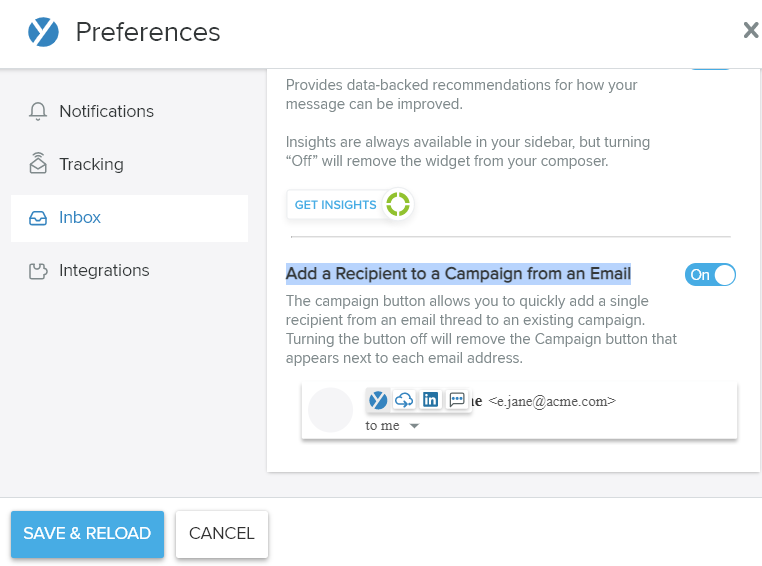 Preferences
Notifications
Tracking
Inbox
Integrations
Provides data-backed recommendations for how your
message can be improved.
Insights are always available in your sidebar, but turning
“Off” will remove the widget from your composer.
GET INSIGHTS
Add a Recipient to a Campaign from an Email
On
The campaign button allows you to quickly add a single
recipient from an email thread to an existing campaign.
Turning the button off will remove the Campaign button that
appears next to each email address.
in
<e.jane@acme.com>
to me
SAVE & RELOAD
CANCEL